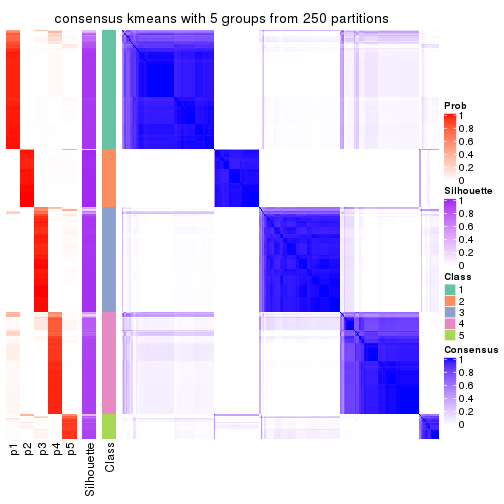 consensus kmeans with 5 groups from 250 partitions
Prob
1
0.8
0.6
0.4
0.2
0
Silhouette
1
0.8
0.6
0.4
0.2
0
Class
1
2
3
4
5
Consensus
1
0.8
0.6
0.4
0.2
0
p1
p2
p3
p4
p5
Silhouette
Class